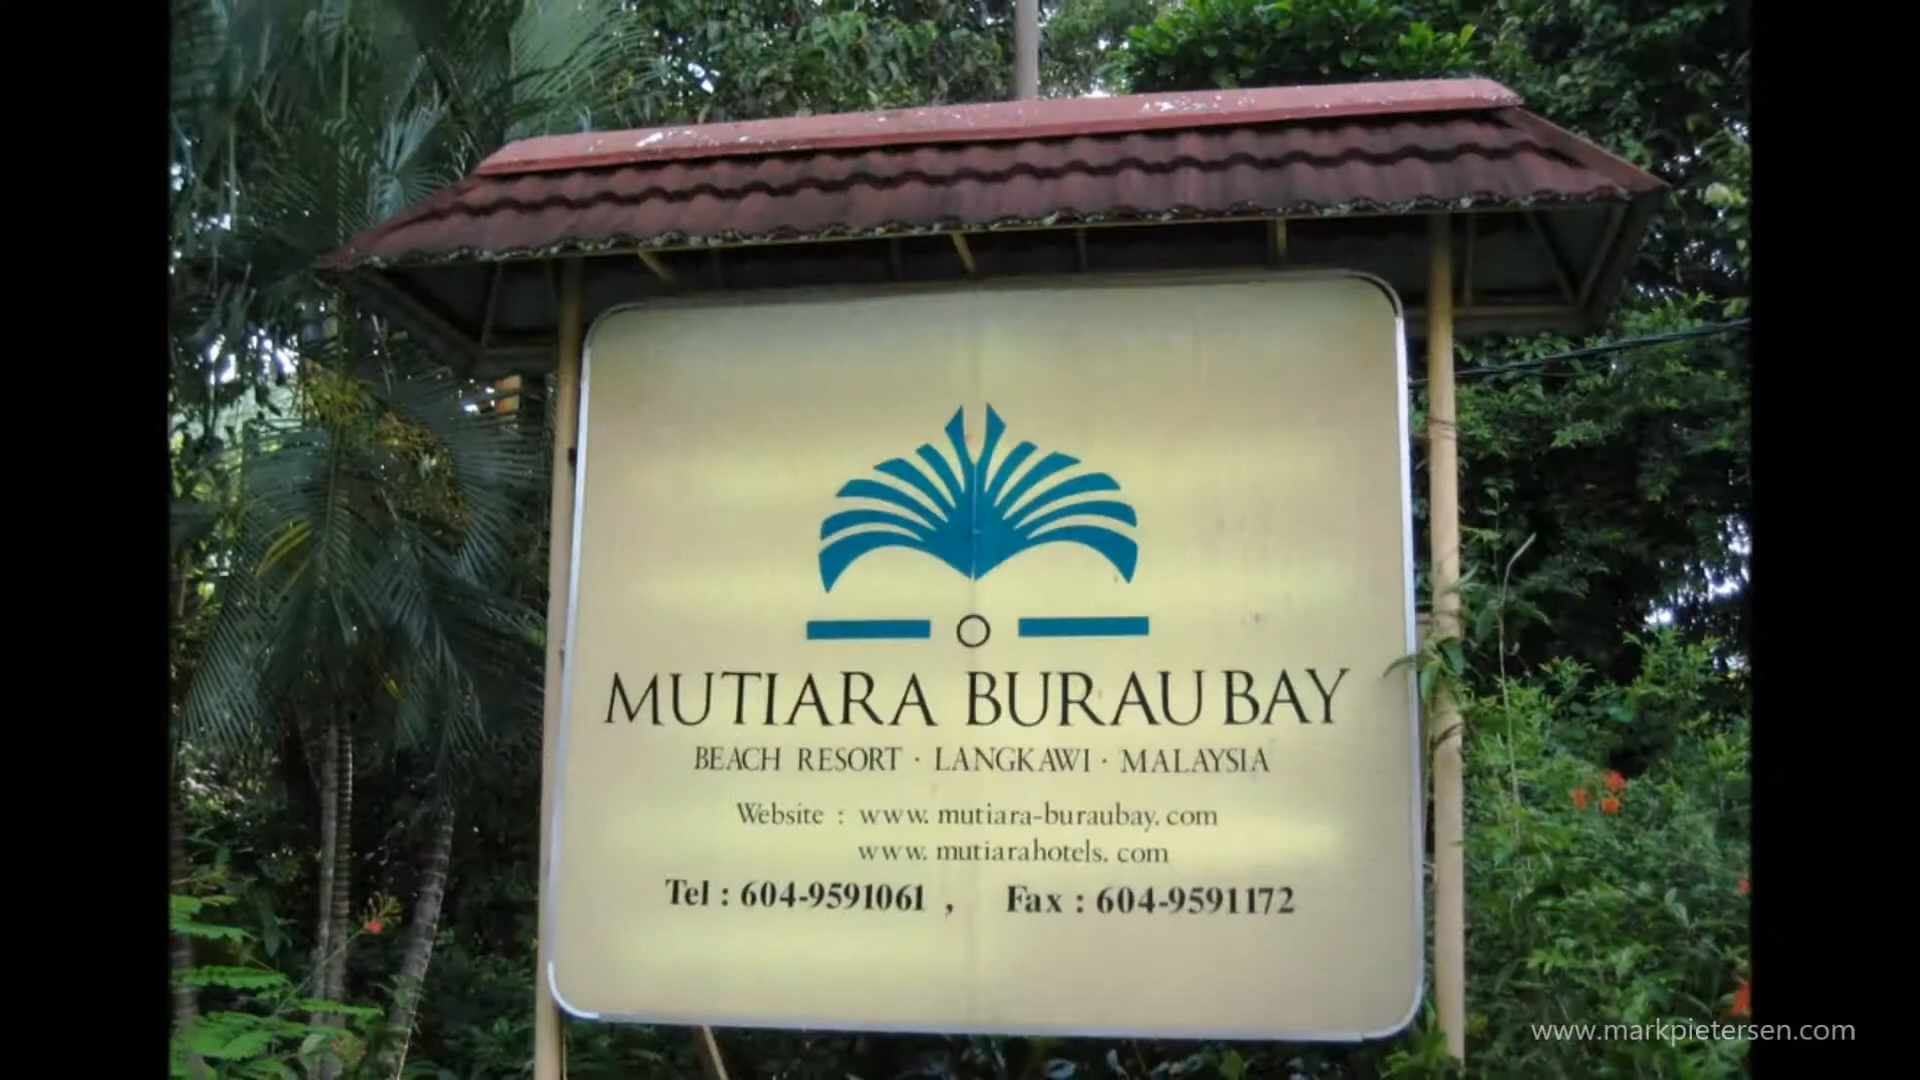 MUTIARA BURAU BAY
BEACH RESORT · LANGKAWI · MALAYSIA
Website : www. mutiara-buraubay. com
www. mutiarahotels. com
Tel : 604-9591061 , Fax : 604-9591172
www.markpietersen.com